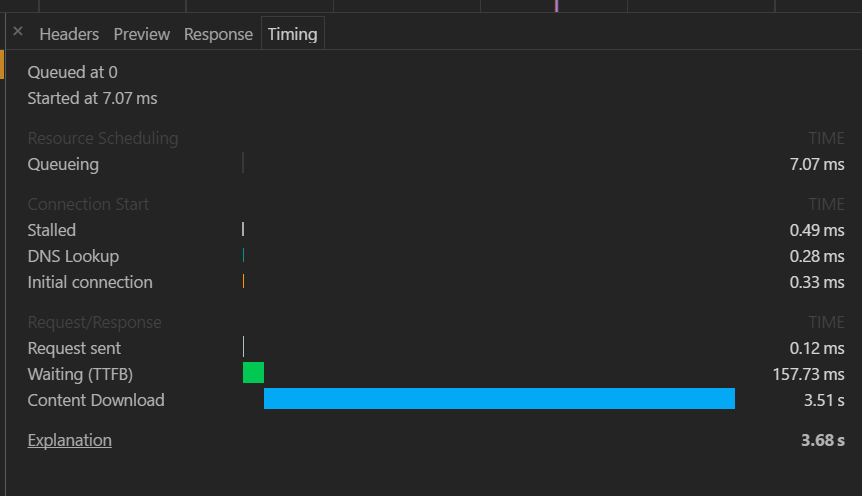 × Headers Preview Response Timing
Queued at 0
Started at 7.07 ms
Resource Scheduling TIME
Queueing 7.07 ms
Connection Start TIME
Stalled 0.49 ms
DNS Lookup 0.28 ms
Initial connection 0.33 ms
Request/Response TIME
Request sent 0.12 ms
Waiting (TTFB) 157.73 ms
Content Download 3.51 s
Explanation 3.68 s